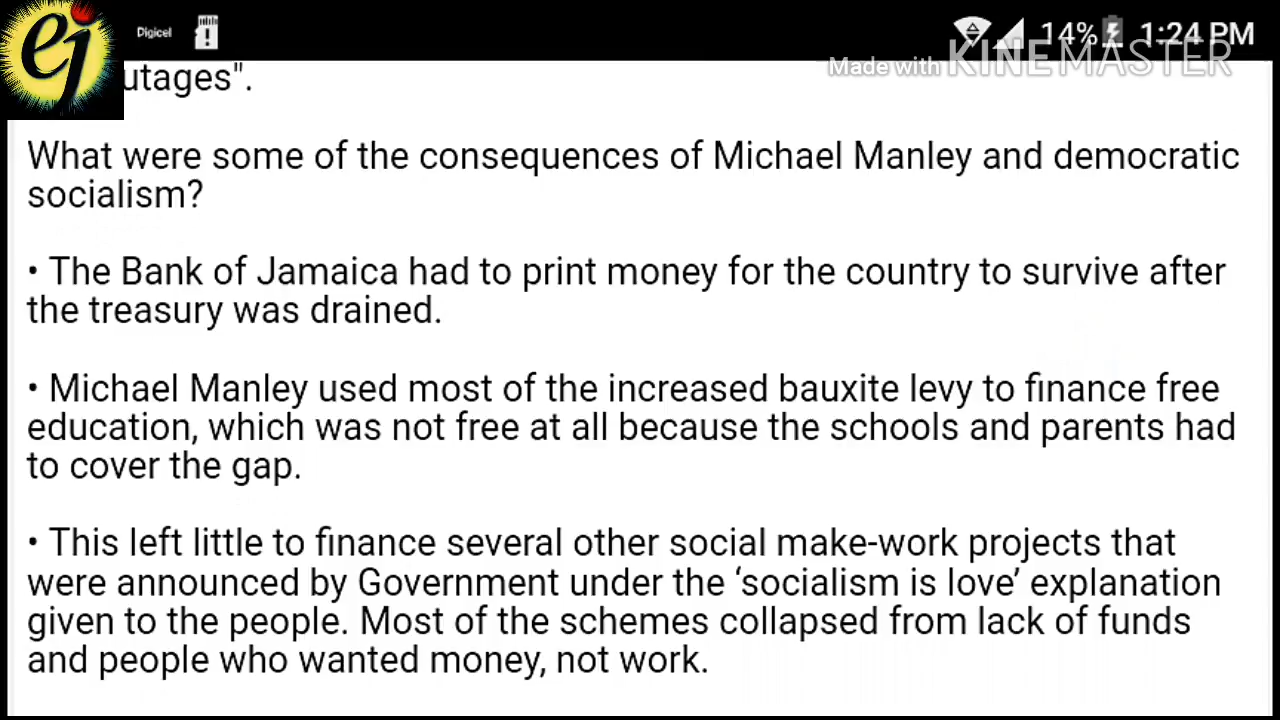 ej
Digicel
14% 1:24 PM
Made with KINEMASTER
utages".
What were some of the consequences of Michael Manley and democratic
socialism?
• The Bank of Jamaica had to print money for the country to survive after
the treasury was drained.
• Michael Manley used most of the increased bauxite levy to finance free
education, which was not free at all because the schools and parents had
to cover the gap.
• This left little to finance several other social make-work projects that
were announced by Government under the ‘socialism is love’ explanation
given to the people. Most of the schemes collapsed from lack of funds
and people who wanted money, not work.